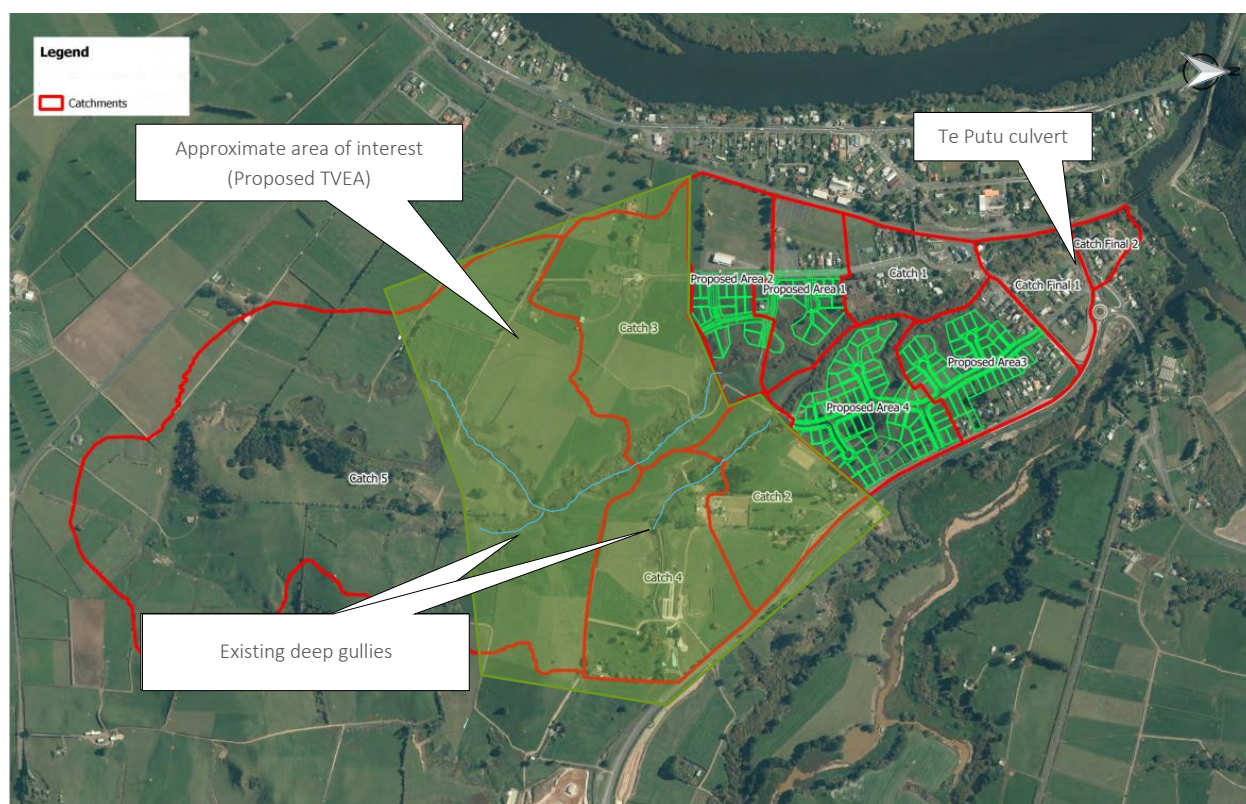 Legend
Catchments
Approximate area of interest
(Proposed TVEA)
Te Putu culvert
Catch Final 2
Catch 1
Catch Final 1
Proposed Area 2
Proposed Area 1
Catch 3
Proposed Area3
Proposed Area 4
Catch 5
Catch 2
Catch 4
Existing deep gullies